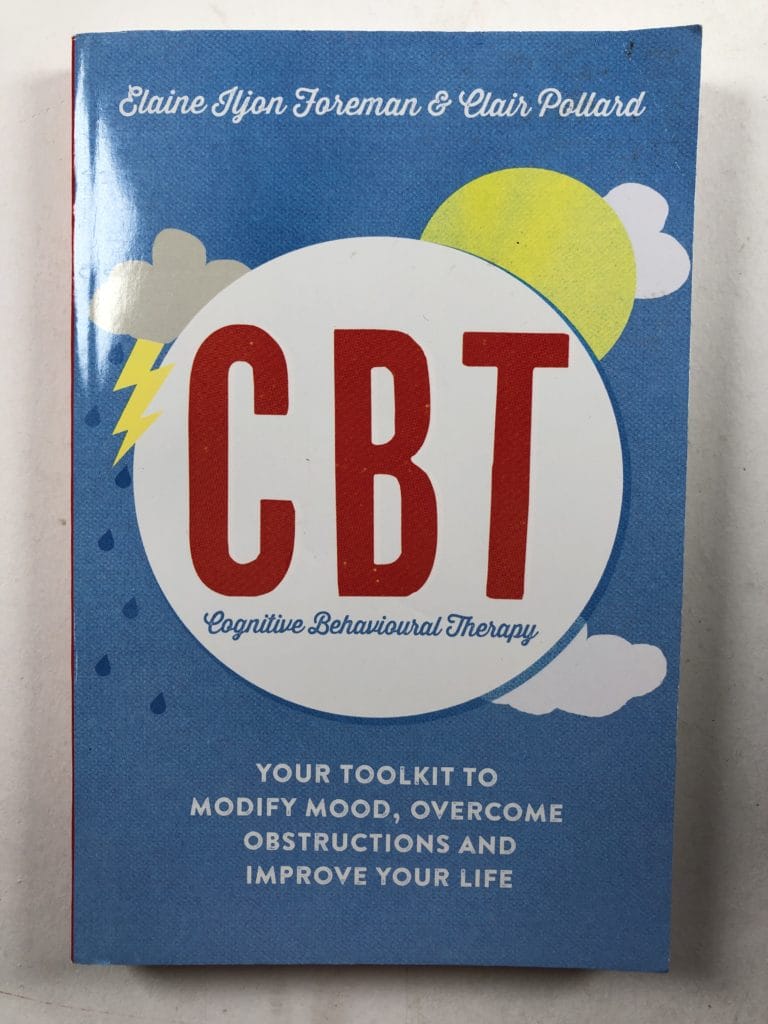 Elaine Iljon Foreman & Clair Pollard
CBT
Cognitive Behavioural Therapy
YOUR TOOLKIT TO
MODIFY MOOD, OVERCOME
OBSTRUCTIONS AND
IMPROVE YOUR LIFE